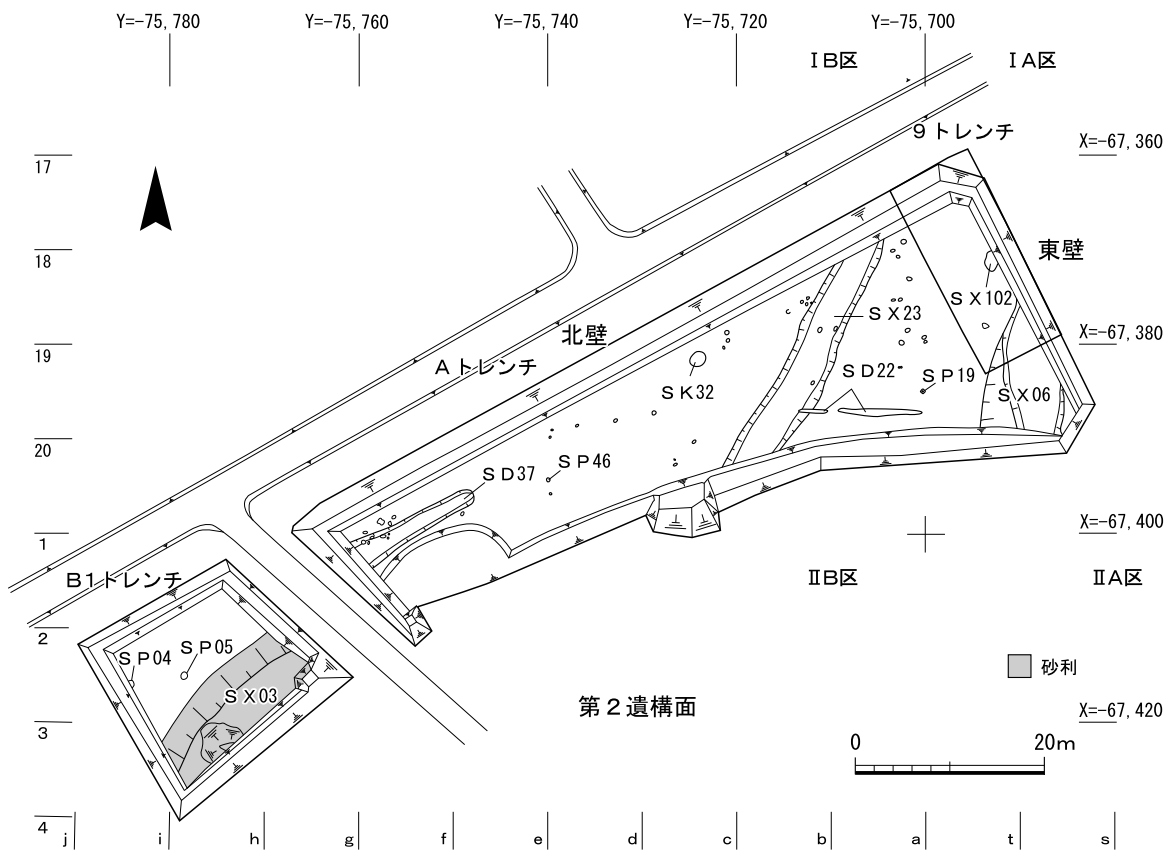 Y=-75,780 Y=-75,760 Y=-75,740 Y=-75,720 Y=-75,700
ⅠB区 ⅠA区
9トレンチ
X=-67,360
17
18
東壁
SX102
SX23
北壁
X=-67,380
19
Aトレンチ
SK32
SD22
SP19
SX06
20
SD37
SP46
X=-67,400
1
B1トレンチ
ⅡB区 ⅡA区
2
SP04
SP05
砂利
SX03
第2遺構面
X=-67,420
3
0 20m
4
j i h g f e d c b a t s